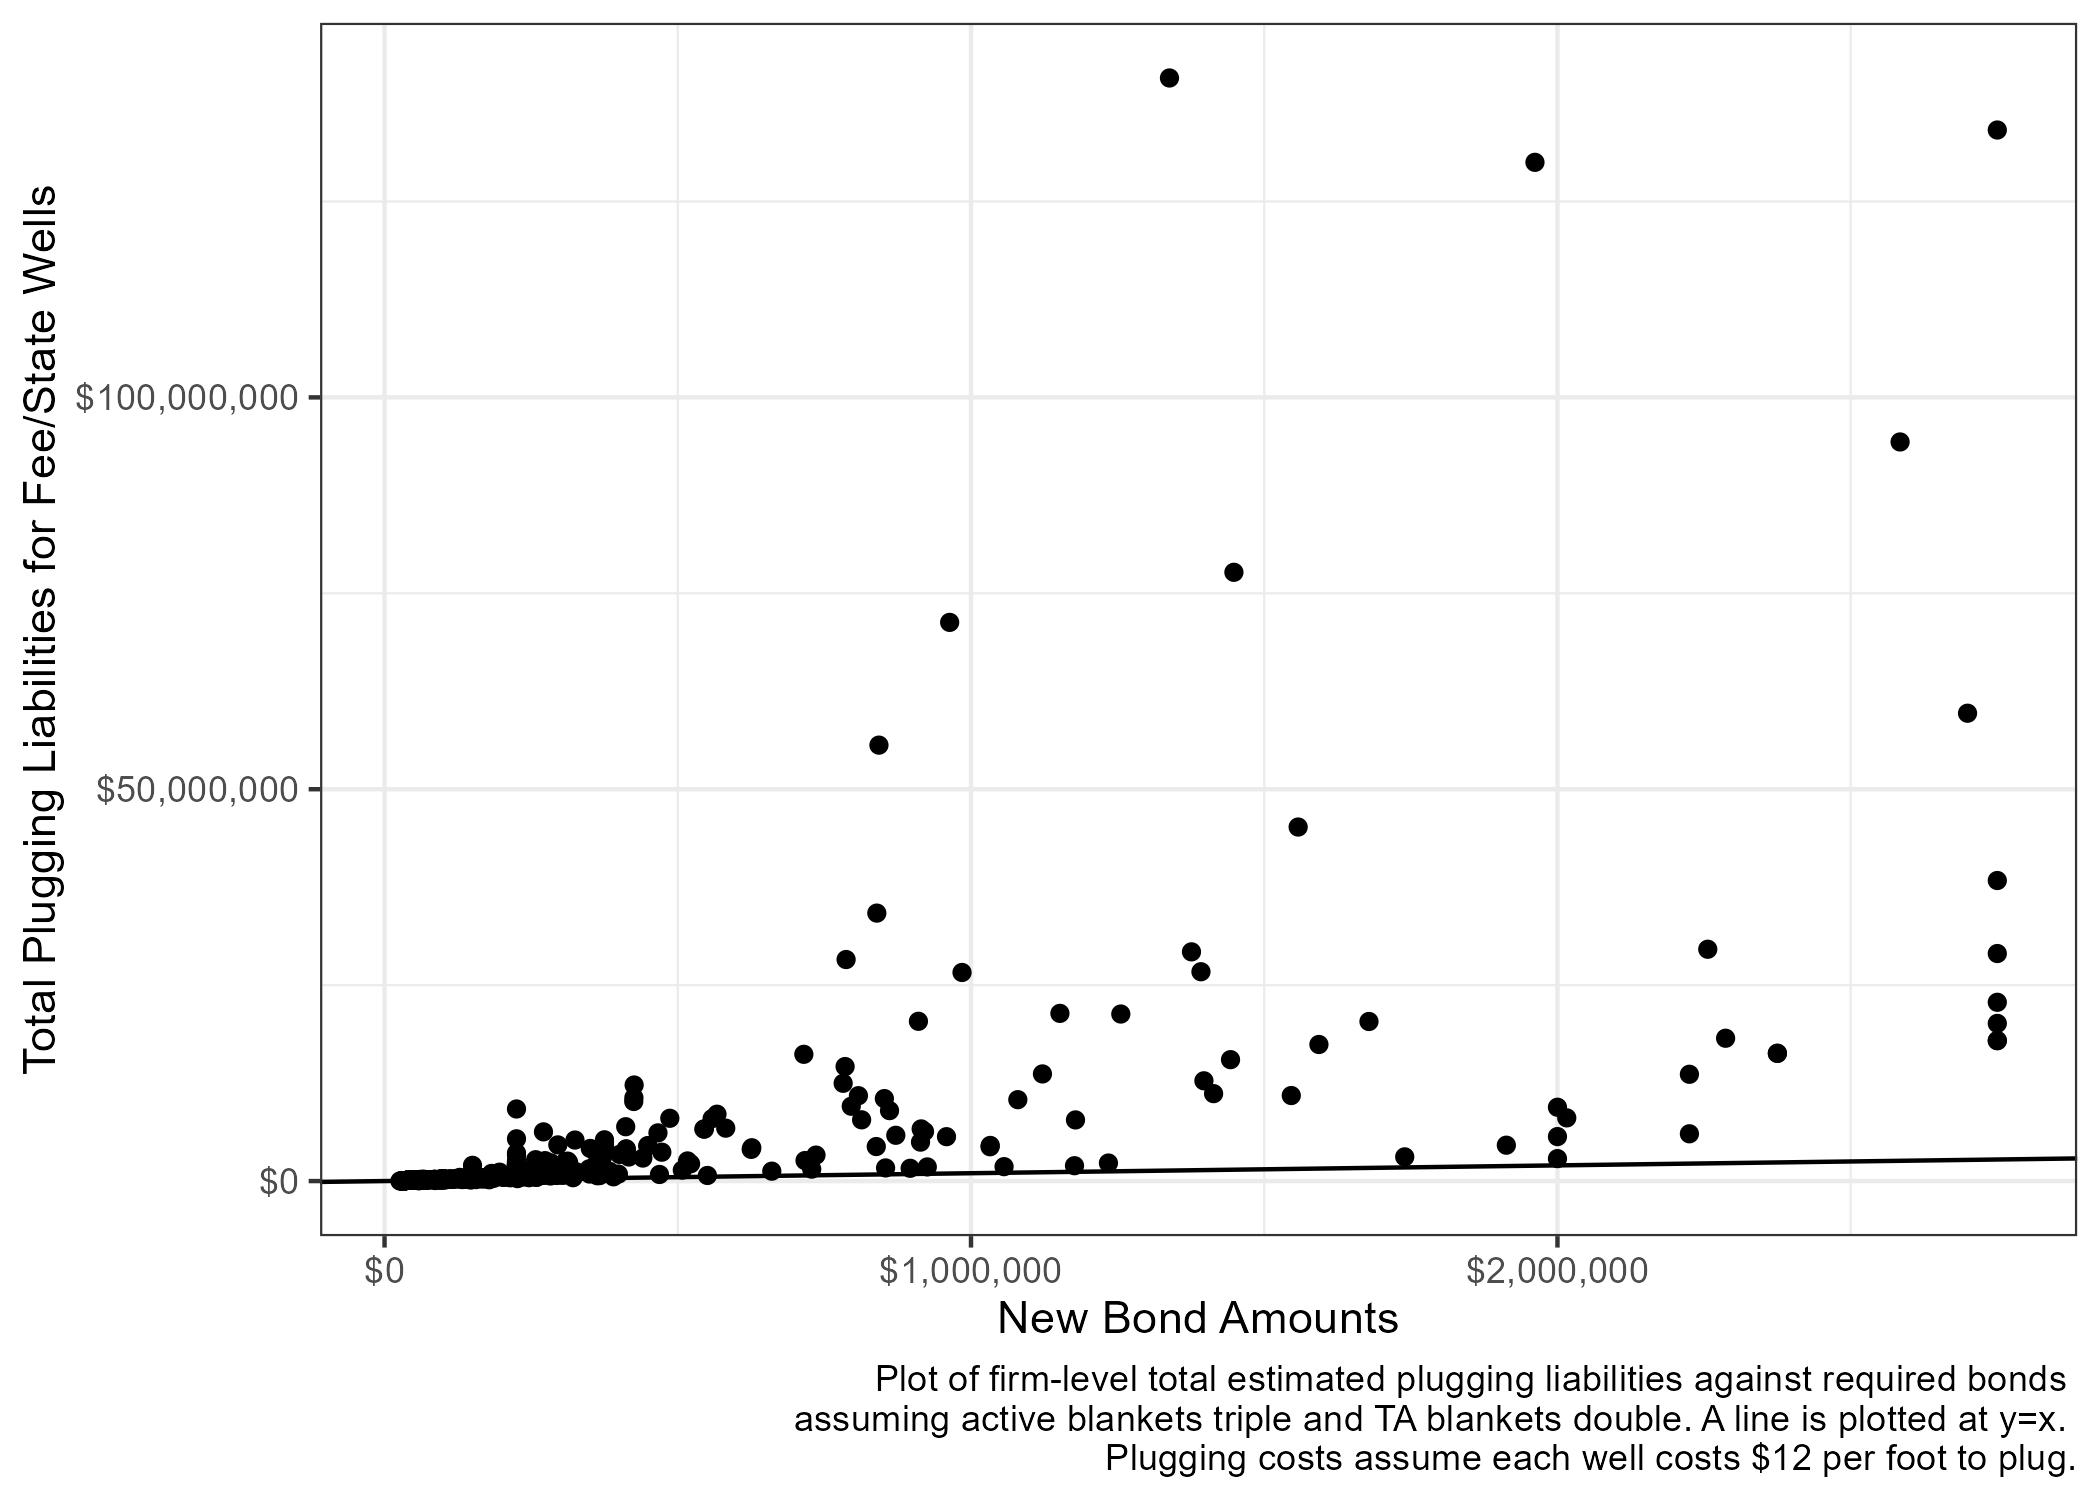 Total Plugging Liabilities for Fee/State Wells
$100,000,000
$50,000,000
$0
$0
$1,000,000
$2,000,000
New Bond Amounts
Plot of firm-level total estimated plugging liabilities against required bonds
assuming active blankets triple and TA blankets double. A line is plotted at y=x.
Plugging costs assume each well costs $12 per foot to plug.